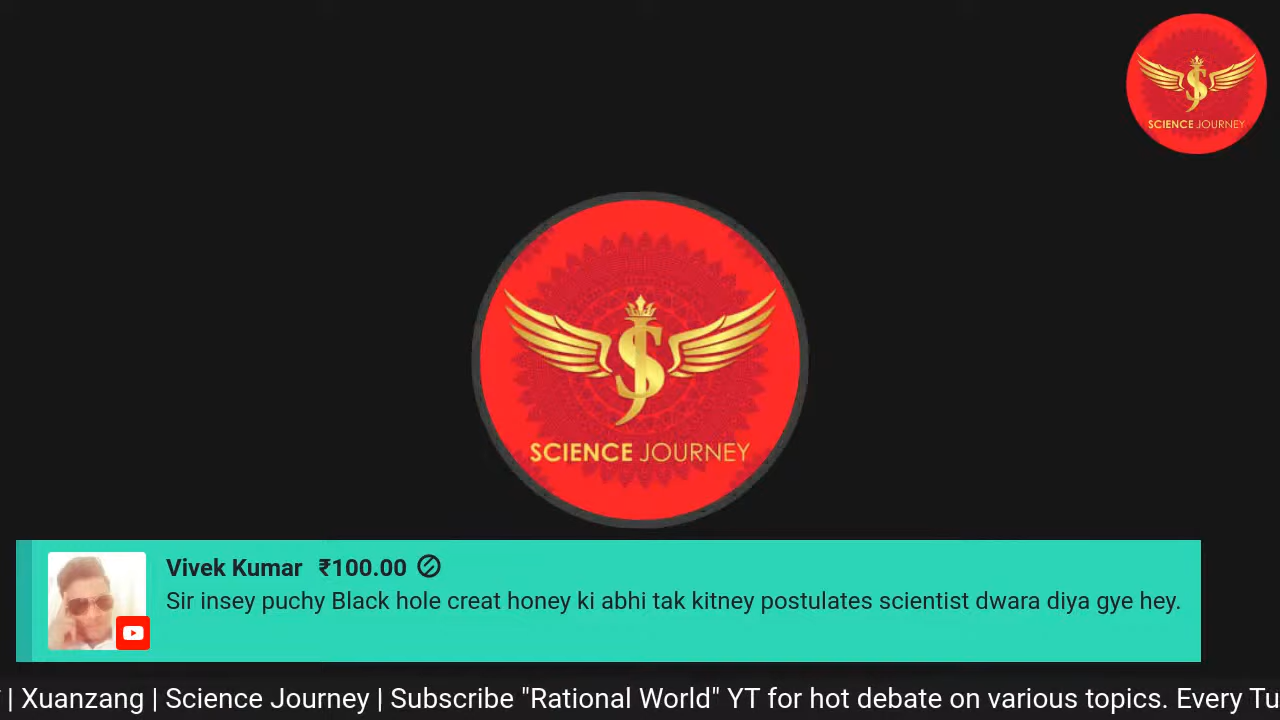 SCIENCE JOURNEY
SCIENCE JOURNEY
Vivek Kumar ₹100.00
Sir insey puchy Black hole creat honey ki abhi tak kitney postulates scientist dwara diya gye hey.
| Xuanzang | Science Journey | Subscribe "Rational World" YT for hot debate on various topics. Every Tu